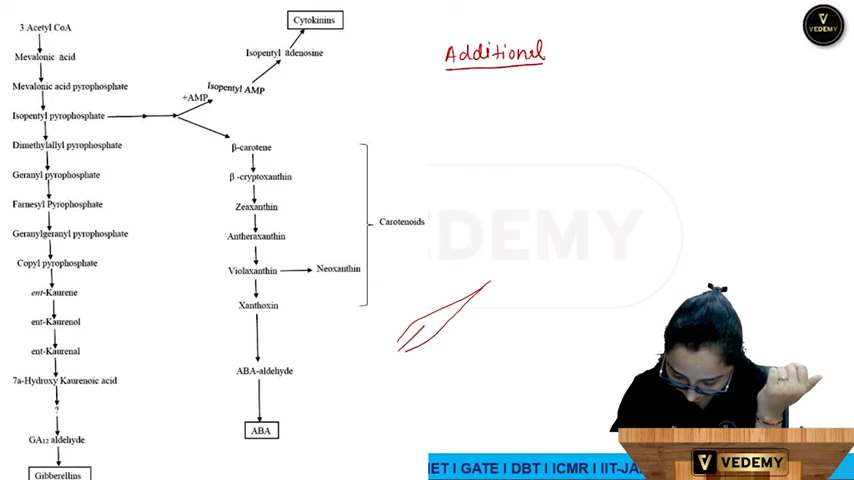 3 Acetyl CoA
Mevalonic acid
Mevalonic acid pyrophosphate
Isopentyl pyrophosphate
Dimethylallyl pyrophosphate
Geranyl pyrophosphate
Farnesyl Pyrophosphate
Geranylgeranyl pyrophosphate
Copyl pyrophosphate
ent-Kaurene
ent-Kaurenol
ent-Kaurenal
7a-Hydroxy Kaurenoic acid
?
GA12 aldehyde
Gibberellins
Cytokinins
Isopentyl adenosine
Isopentyl AMP
+AMP
β-carotene
β -cryptoxanthin
Zeaxanthin
Antheraxanthin
Violaxanthin
Neoxanthin
Xanthoxin
ABA-aldehyde
ABA
Carotenoids
Additional
VEDEMY
VEDEMY
VEDEMY
NET I GATE I DBT I ICMR I IIT-JA